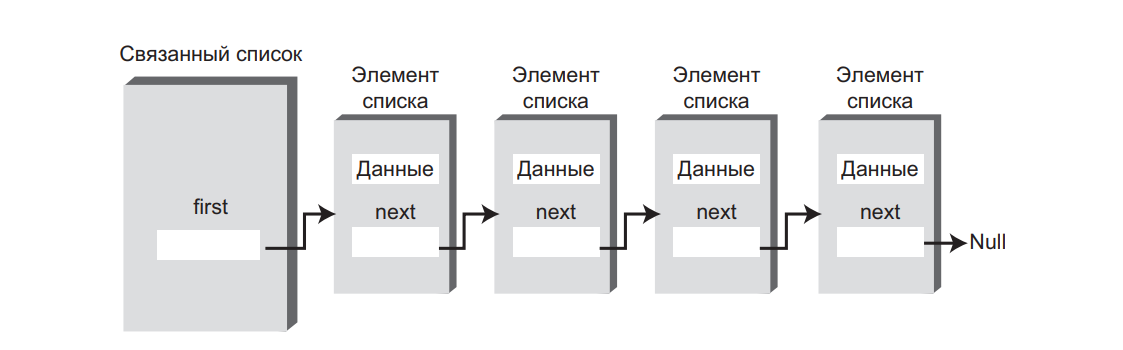 Связанный список
Элемент
списка
Элемент
списка
Элемент
списка
Элемент
списка
first
Данные
next
Данные
next
Данные
next
Данные
next
Null